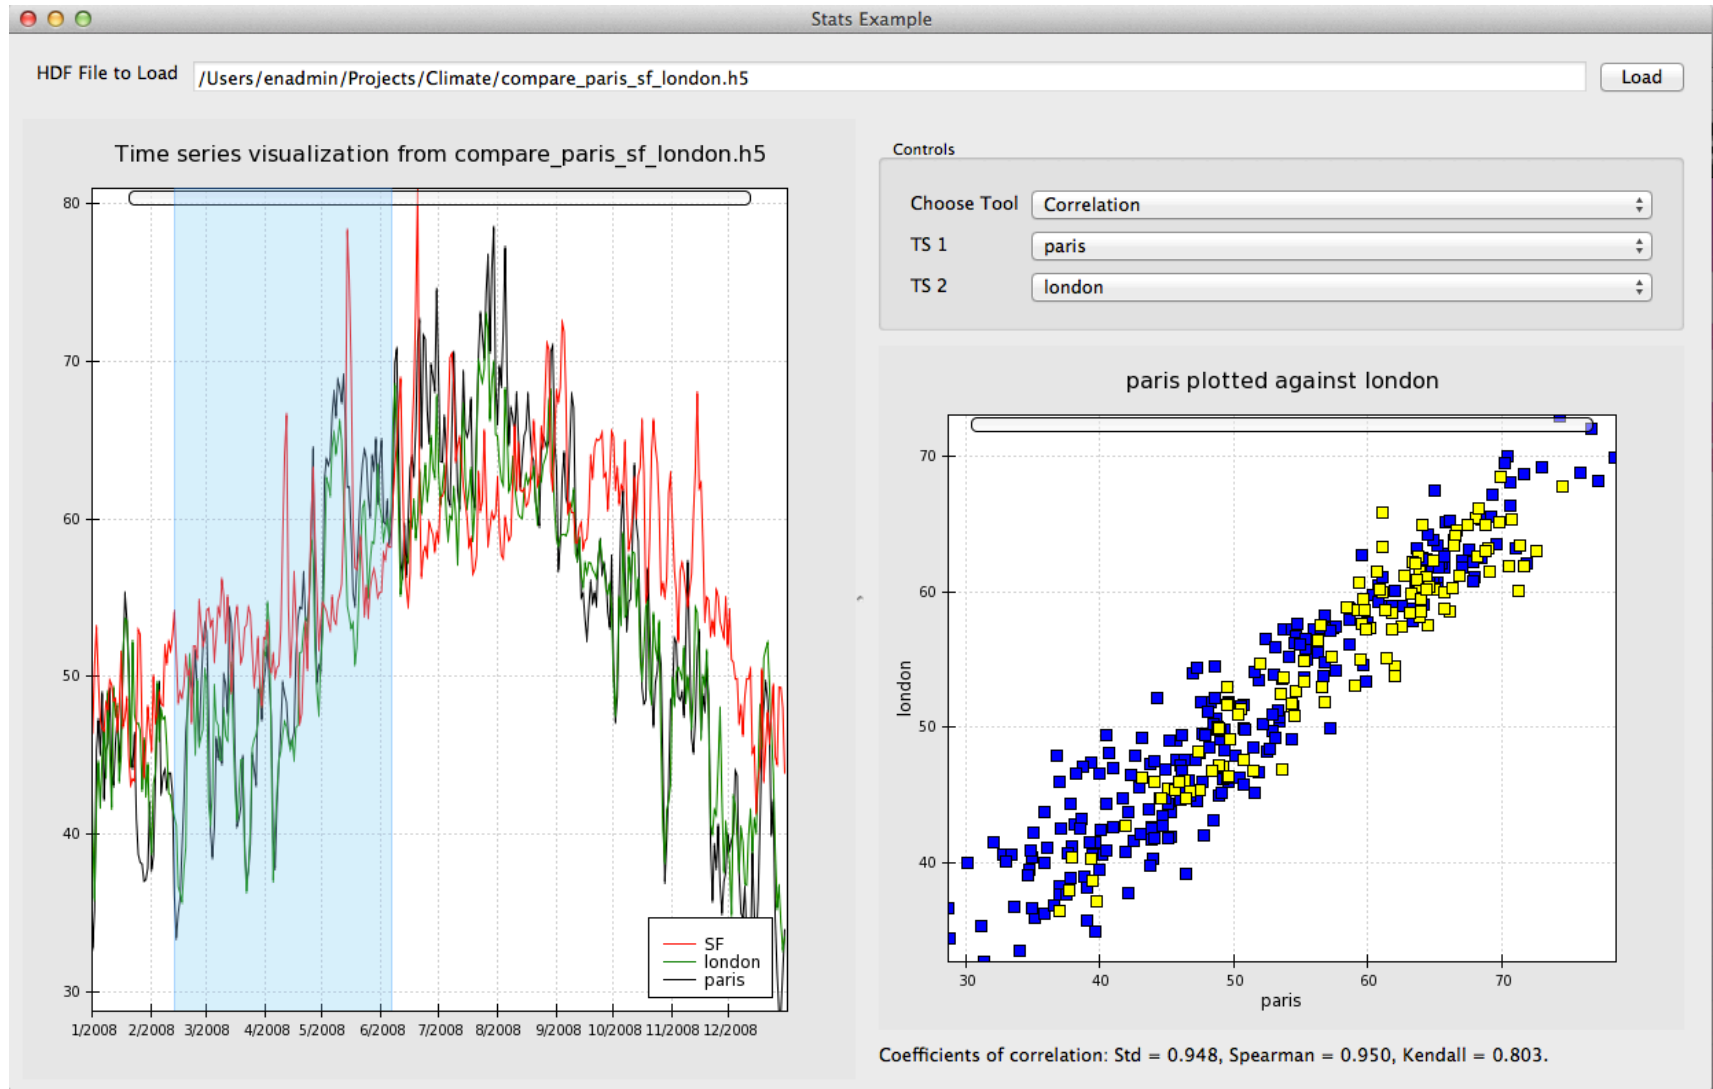 Stats Example
HDF File to Load
/Users/enadmin/Projects/Climate/compare_paris_sf_london.h5
Load
Time series visualization from compare_paris_sf_london.h5
80
70
60
50
40
30
1/2008 2/2008 3/2008 4/2008 5/2008 6/2008 7/2008 8/2008 9/2008 10/2008 11/2008 12/2008
SF
london
paris
Controls
Choose Tool Correlation
TS 1 paris
TS 2 london
paris plotted against london
70
60
50
40
london
30 40 50 60 70
paris
Coefficients of correlation: Std = 0.948, Spearman = 0.950, Kendall = 0.803.